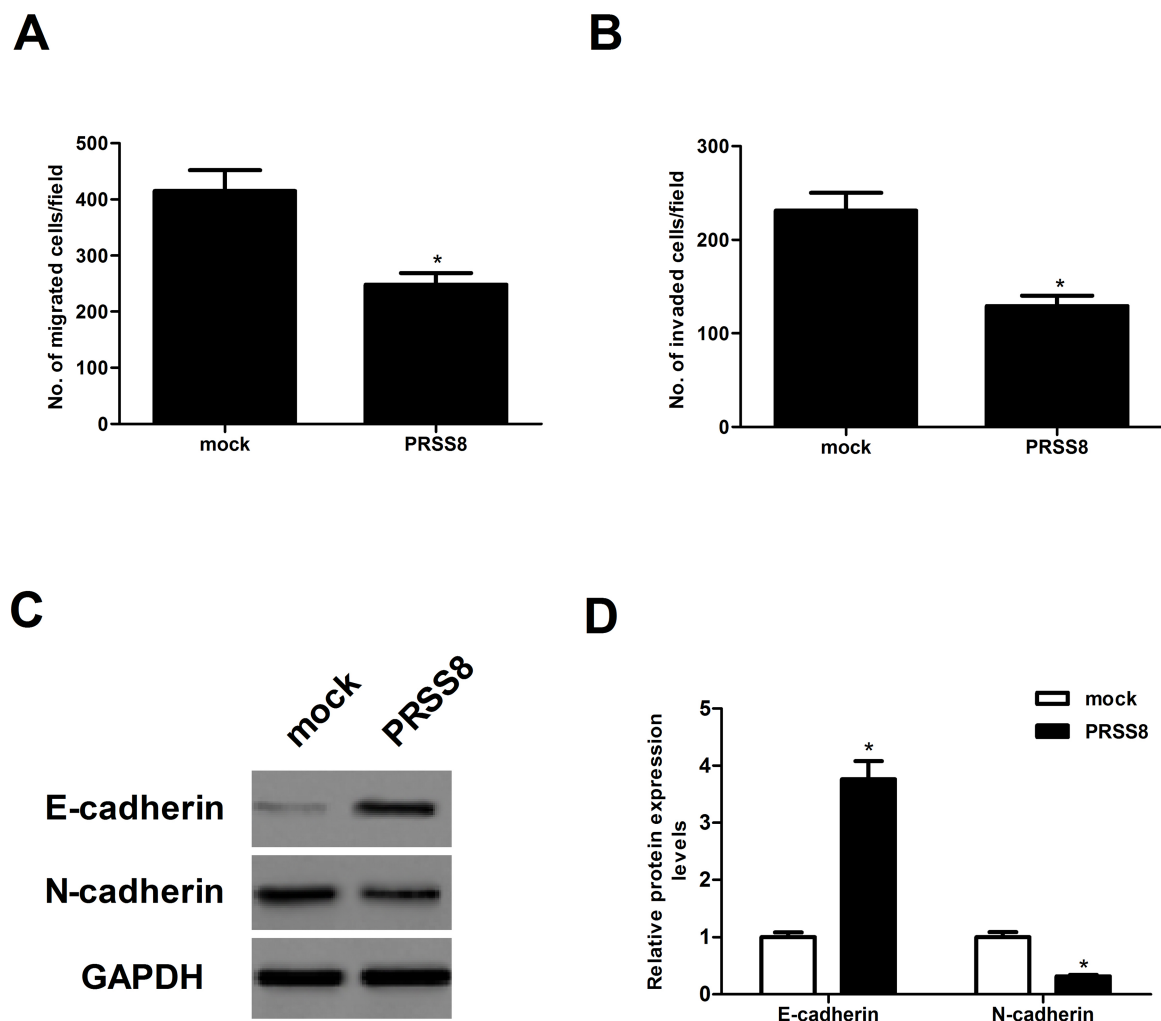 A
No. of migrated cells/field
500
400
300
200
100
0
*
mock
PRSS8
B
No. of invaded cells/field
300
200
100
0
*
mock
PRSS8
C
mock
PRSS8
E-cadherin
N-cadherin
GAPDH
D
mock
PRSS8
Relative protein expression
levels
5
4
3
2
1
0
*
*
E-cadherin
N-cadherin